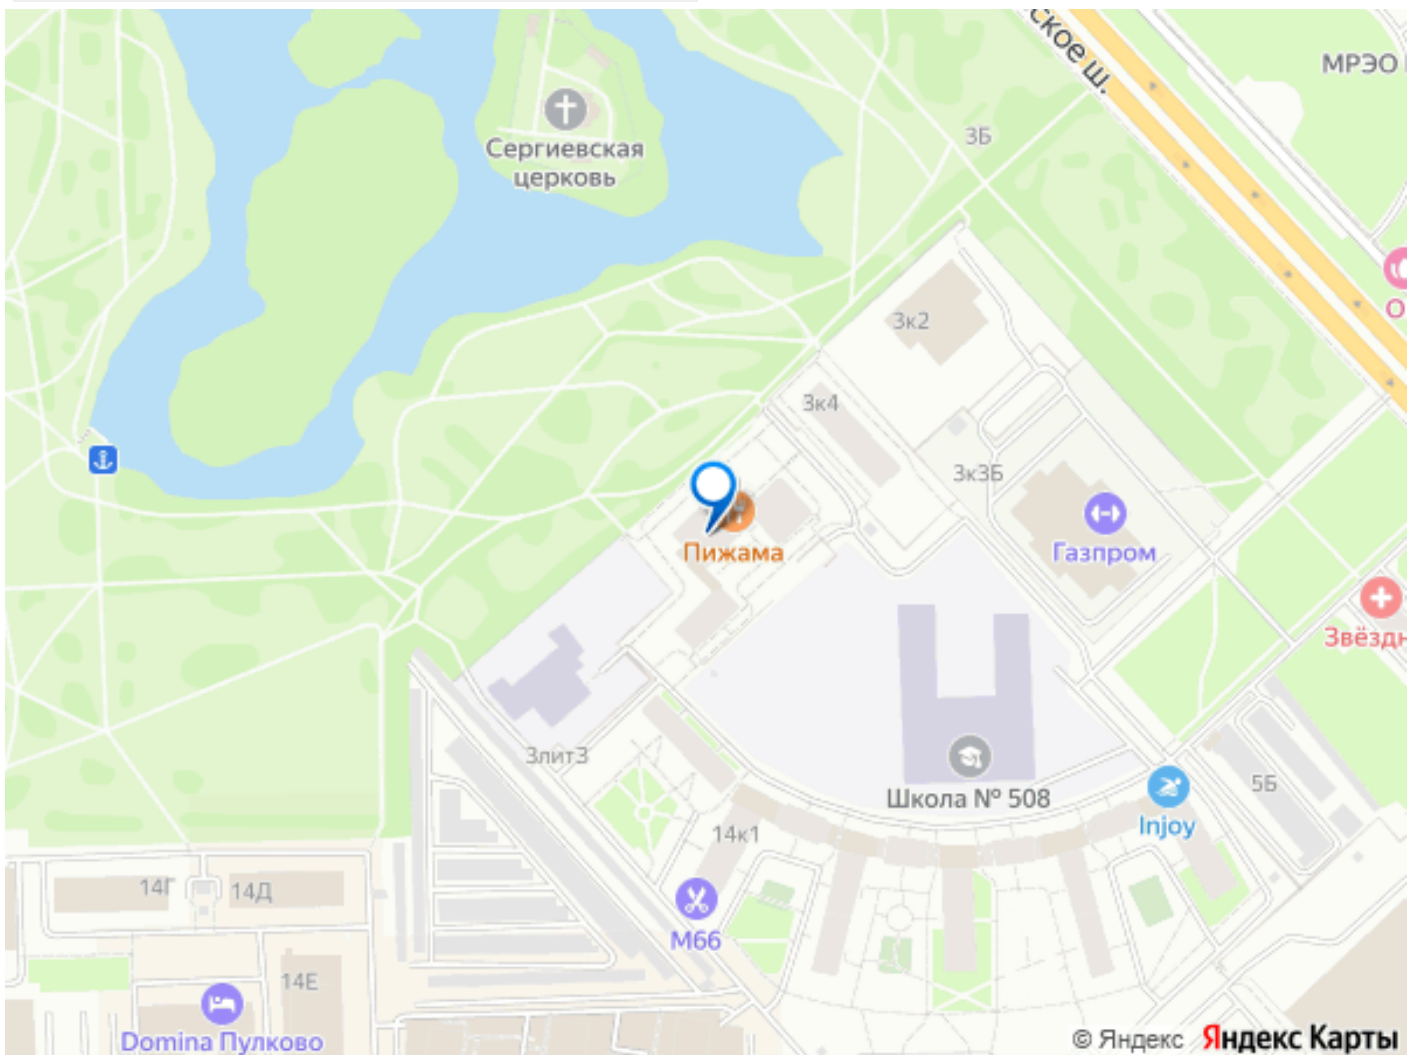 ское ш.
МРЭО
3Б
Сергиевская
церковь
3к2
О
3к4
3к3Б
Пижама
Газпром
Звёздн
3лит3
Школа № 508
5Б
Injoy
14к1
14Г
14Д
М66
14Е
Domina Пулково
© Яндекс Яндекс Карты